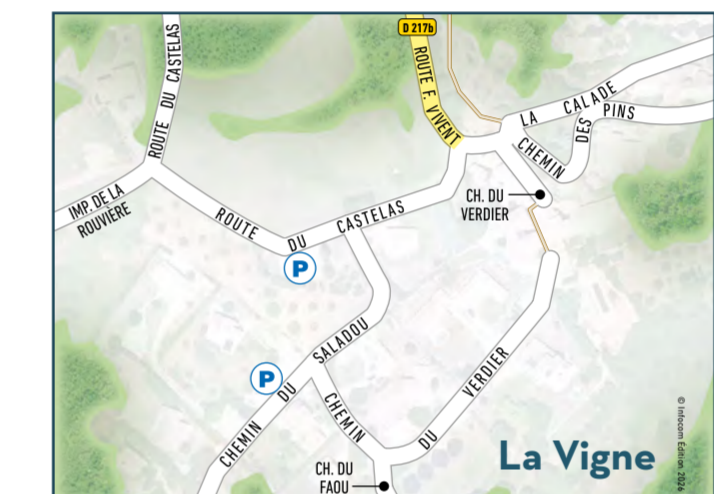 D 217b
ROUTE DU CASTELAS
ROUTE F. VIVENT
LA CALADE
CHEMIN DES PINS
IMP. DE LA
ROUVIÈRE
CH. DU
VERDIER
ROUTE DU CASTELAS
P
CHEMIN DU SALADOU
P
CHEMIN DU VERDIER
CH. DU
FAOU
La Vigne
© Infocom Édition 2026